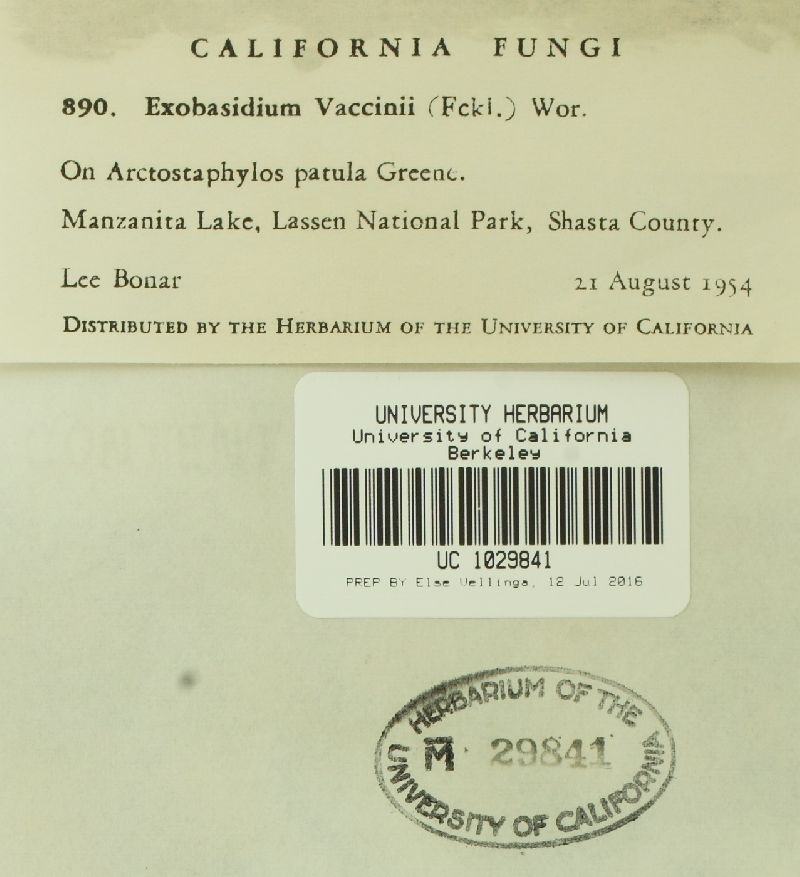 CALIFORNIA FUNGI
890. Exobasidium Vaccinii (Fckl.) Wor.
On Arctostaphylos patula Greene.
Manzanita Lake, Lassen National Park, Shasta County.
Lee Bonar 21 August 1954
DISTRIBUTED BY THE HERBARIUM OF THE UNIVERSITY OF CALIFORNIA
UNIVERSITY HERBARIUM
University of California
Berkeley
UC 1029841
PREP BY Else Vellinga, 12 Jul 2016
HERBARIUM OF THE
M 29841
UNIVERSITY OF CALIFORNIA